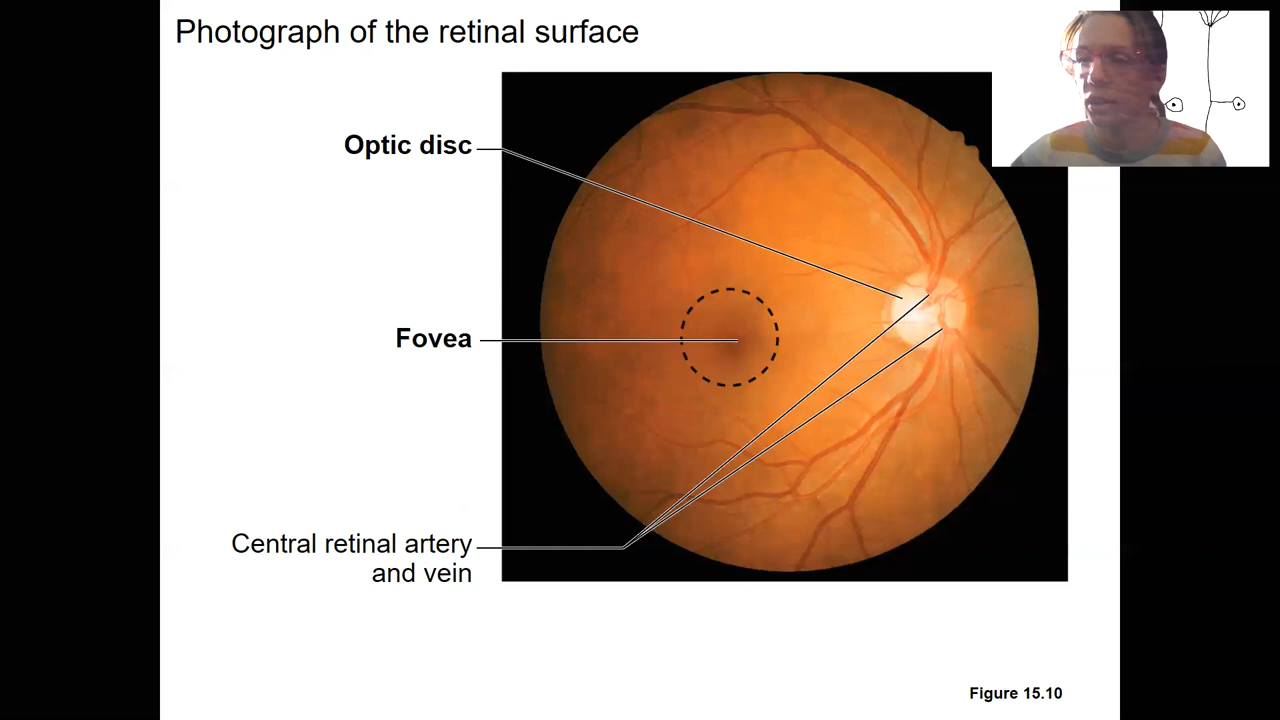 Photograph of the retinal surface
Optic disc
Fovea
Central retinal artery
and vein
Figure 15.10